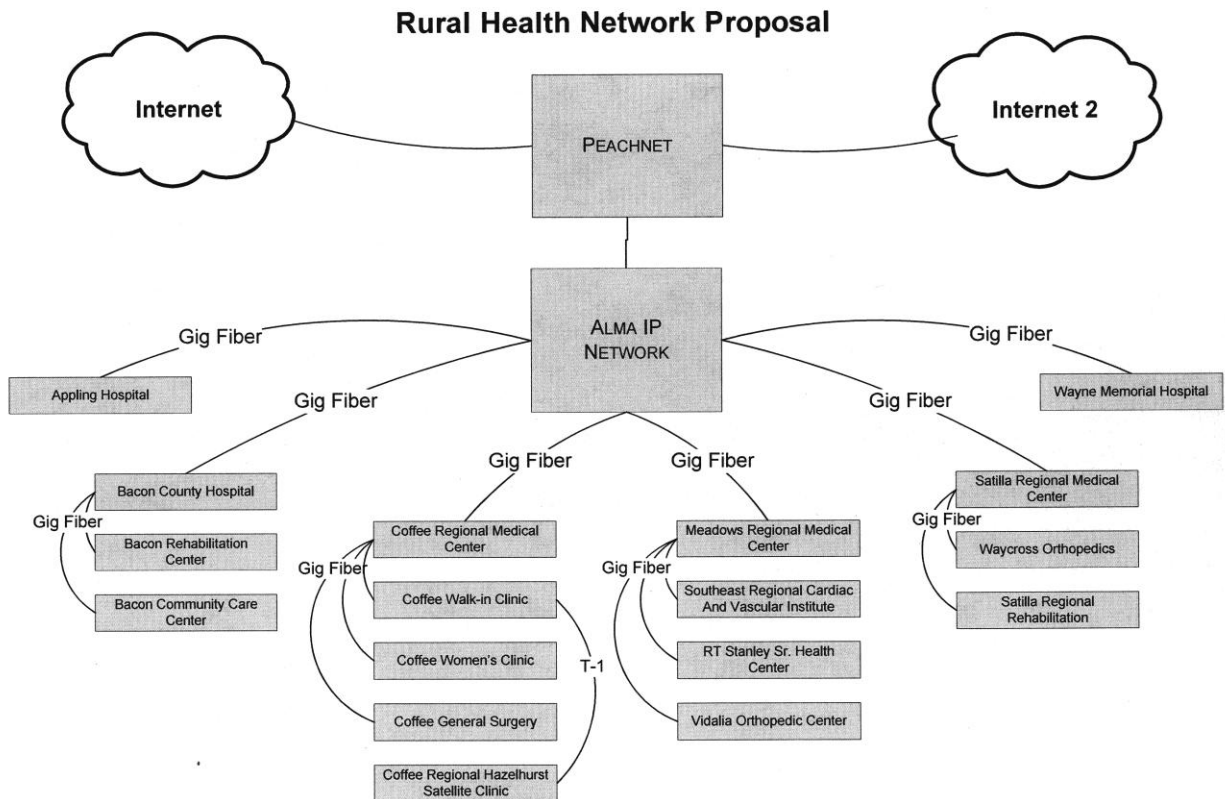 Rural Health Network Proposal
Internet
Internet 2
PEACHNET
ALMA IP
NETWORK
Gig Fiber
Gig Fiber
Appling Hospital
Wayne Memorial Hospital
Gig Fiber
Gig Fiber
Gig Fiber
Gig Fiber
Bacon County Hospital
Gig Fiber
Bacon Rehabilitation
Center
Bacon Community Care
Center
Coffee Regional Medical
Center
Gig Fiber
Coffee Walk-in Clinic
Coffee Women's Clinic
T-1
Coffee General Surgery
Coffee Regional Hazelhurst
Satellite Clinic
Meadows Regional Medical
Center
Gig Fiber
Southeast Regional Cardiac
And Vascular Institute
RT Stanley Sr. Health
Center
Vidalia Orthopedic Center
Satilla Regional Medical
Center
Gig Fiber
Waycross Orthopedics
Satilla Regional
Rehabilitation